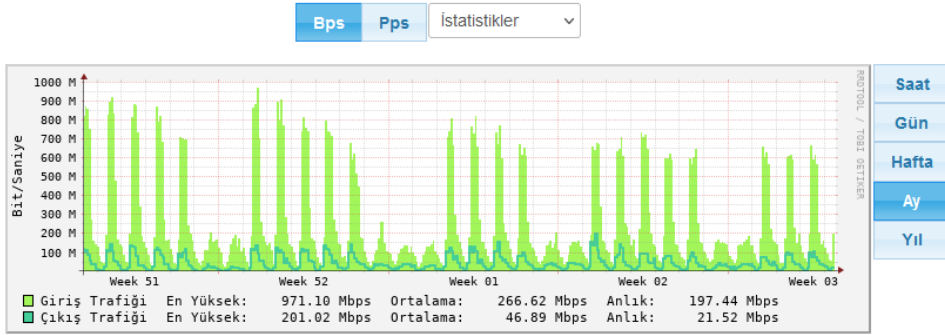 Bps Pps İstatistikler
1000 M
900 M
800 M
700 M
600 M
500 M
400 M
300 M
200 M
100 M
Bit/Saniye
Week 51 Week 52 Week 01 Week 02 Week 03
Giriş Trafiği En Yüksek: 971.10 Mbps Ortalama: 266.62 Mbps Anlık: 197.44 Mbps
Çıkış Trafiği En Yüksek: 201.02 Mbps Ortalama: 46.89 Mbps Anlık: 21.52 Mbps
RRDTOOL / TOBI OETIKER
Saat
Gün
Hafta
Ay
Yıl